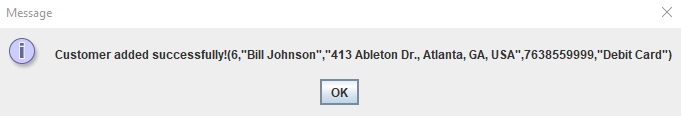 Message
Customer added successfully!(6,"Bill Johnson","413 Ableton Dr., Atlanta, GA, USA",7638559999,"Debit Card")
OK